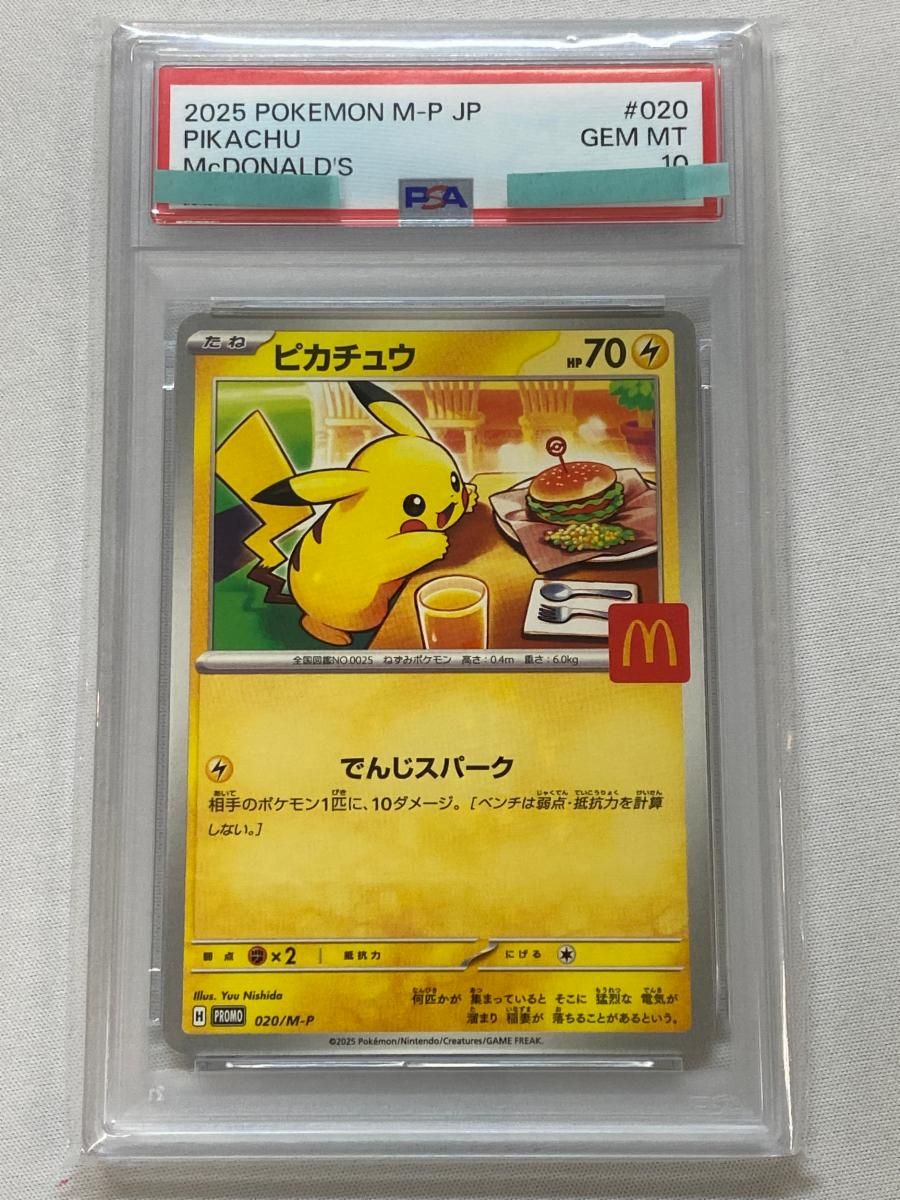 2025 POKEMON M-P JP
#020
PIKACHU
GEM MT
McDONALD'S
10
PSA
たね
ピカチュウ
HP 70
全国図鑑NO.0025 ねずみポケモン 高さ:0.4m 重さ:6.0kg
でんじスパーク
相手のポケモン1匹に、10ダメージ。[ベンチは弱点・抵抗力を計算
しない。]
弱点 ×2 抵抗力 にげる
Illus. Yuu Nishida
何匹かが 集まっていると そこに 猛烈な 電気が
溜まり 稲妻が 落ちることがあるという。
H PROMO 020/M-P
©2025 Pokémon/Nintendo/Creatures/GAME FREAK.